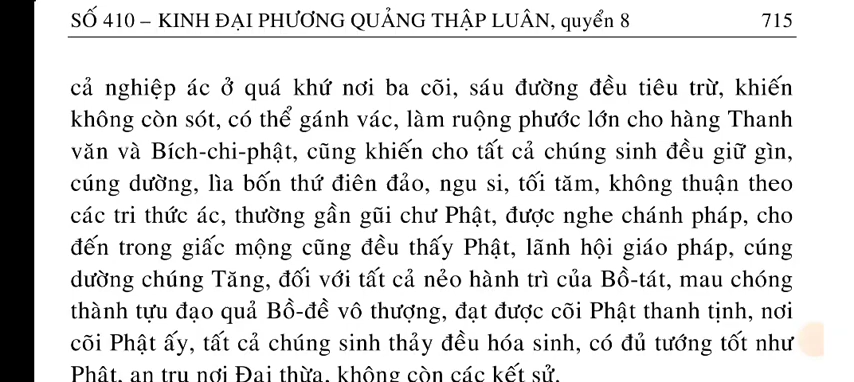 SỐ 410 – KINH ĐẠI PHƯƠNG QUẢNG THẬP LUÂN, quyển 8 715
cả nghiệp ác ở quá khứ nơi ba cõi, sáu đường đều tiêu trừ, khiến
không còn sót, có thể gánh vác, làm ruộng phước lớn cho hàng Thanh
văn và Bích-chi-phật, cũng khiến cho tất cả chúng sinh đều giữ gìn,
cúng dường, lìa bốn thứ điên đảo, ngu si, tối tăm, không thuận theo
các tri thức ác, thường gần gũi chư Phật, được nghe chánh pháp, cho
đến trong giấc mộng cũng đều thấy Phật, lãnh hội giáo pháp, cúng
dường chúng Tăng, đối với tất cả nẻo hành trì của Bồ-tát, mau chóng
thành tựu đạo quả Bồ-đề vô thượng, đạt được cõi Phật thanh tịnh, nơi
cõi Phật ấy, tất cả chúng sinh thảy đều hóa sinh, có đủ tướng tốt như
Phật, an trụ nơi Đại thừa, không còn các kết sử.